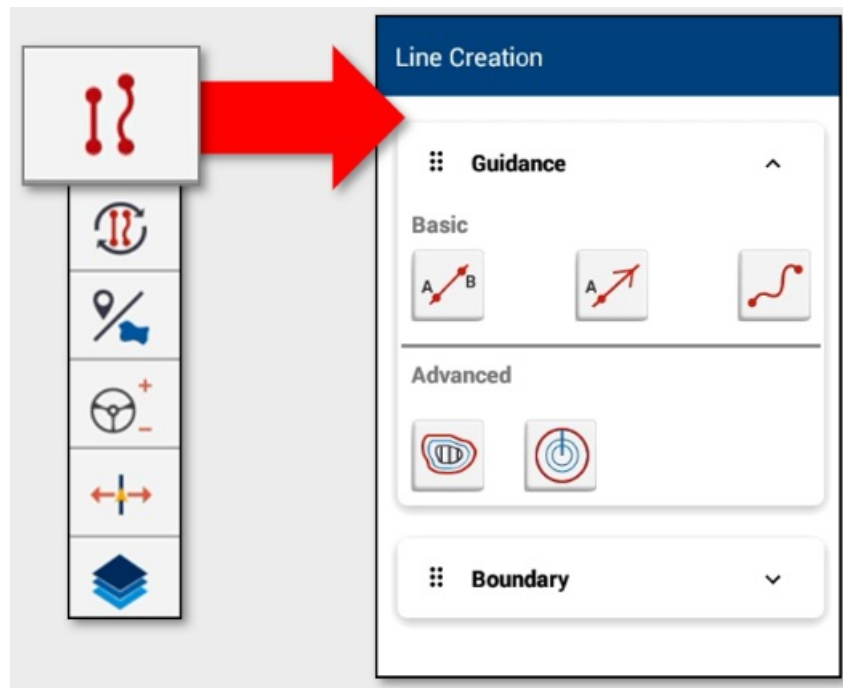 Line Creation
Guidance
Basic
A B
A
Advanced
Boundary